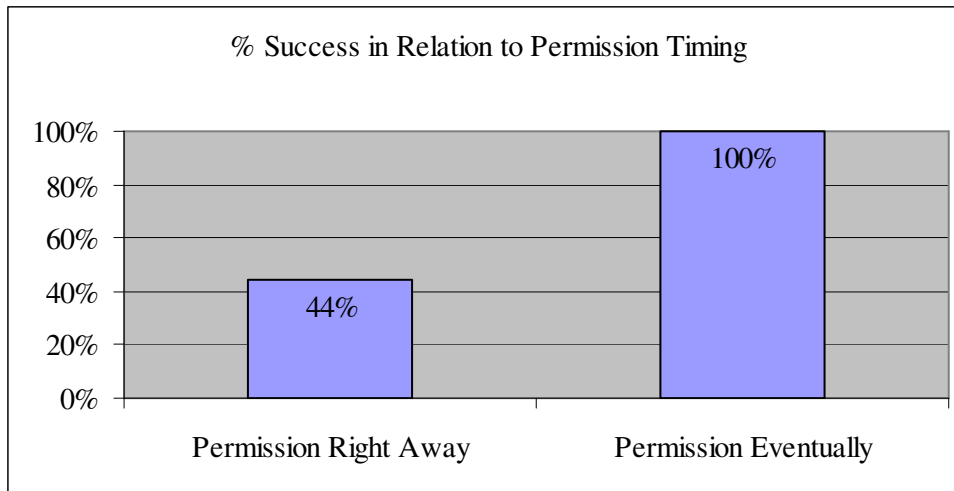 % Success in Relation to Permission Timing
100%
80%
60%
40%
20%
0%
44%
100%
Permission Right Away
Permission Eventually